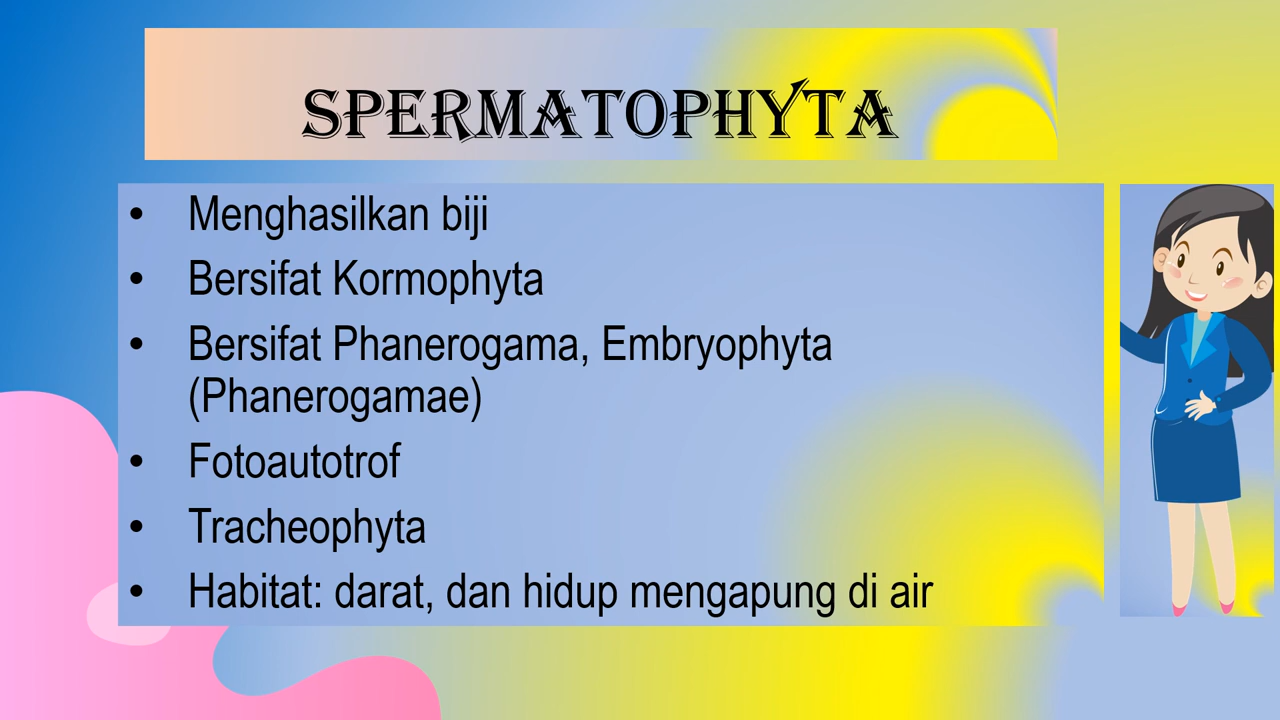 SPERMATOPHYTA
• Menghasilkan biji
• Bersifat Kormophyta
• Bersifat Phanerogama, Embryophyta
(Phanerogamae)
• Fotoautotrof
• Tracheophyta
• Habitat: darat, dan hidup mengapung di air